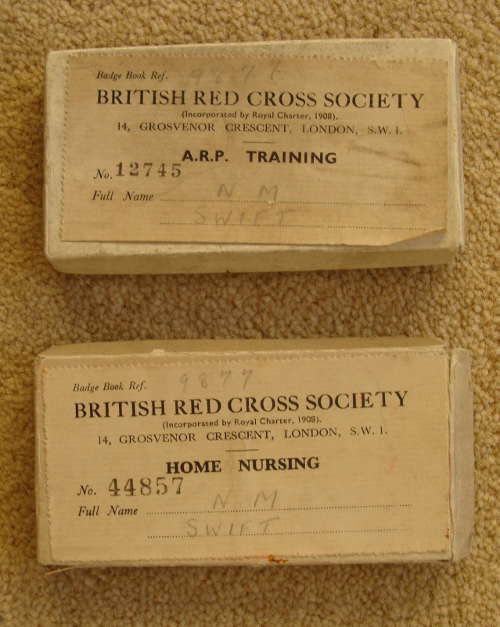 Badge Book Ref. 9877
BRITISH RED CROSS SOCIETY
(Incorporated by Royal Charter, 1908).
14, GROSVENOR CRESCENT, LONDON, S.W. 1.
A.R.P. TRAINING
No. 12745
Full Name N M
SWIFT
Badge Book Ref. 9877
BRITISH RED CROSS SOCIETY
(Incorporated by Royal Charter, 1908).
14, GROSVENOR CRESCENT, LONDON, S.W. 1.
HOME NURSING
No. 44857
Full Name N M
SWIFT